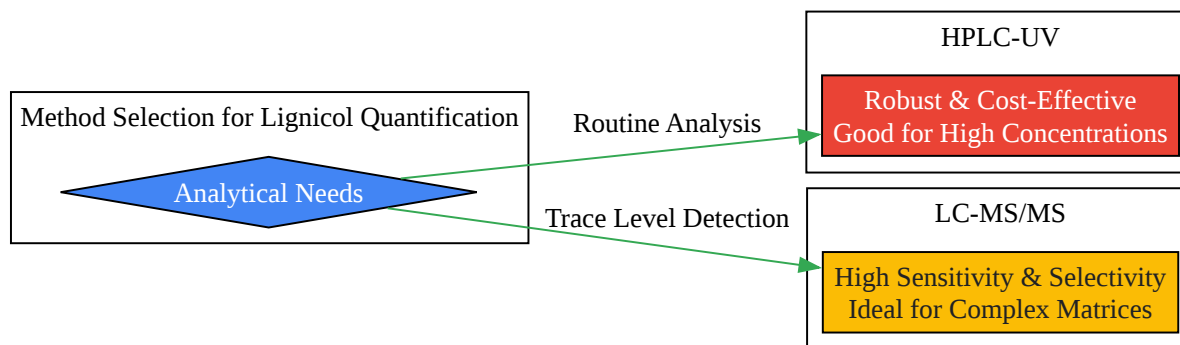 Method Selection for Lignicol Quantification
Analytical Needs
Routine Analysis
Trace Level Detection
HPLC-UV
Robust & Cost-Effective
Good for High Concentrations
LC-MS/MS
High Sensitivity & Selectivity
Ideal for Complex Matrices